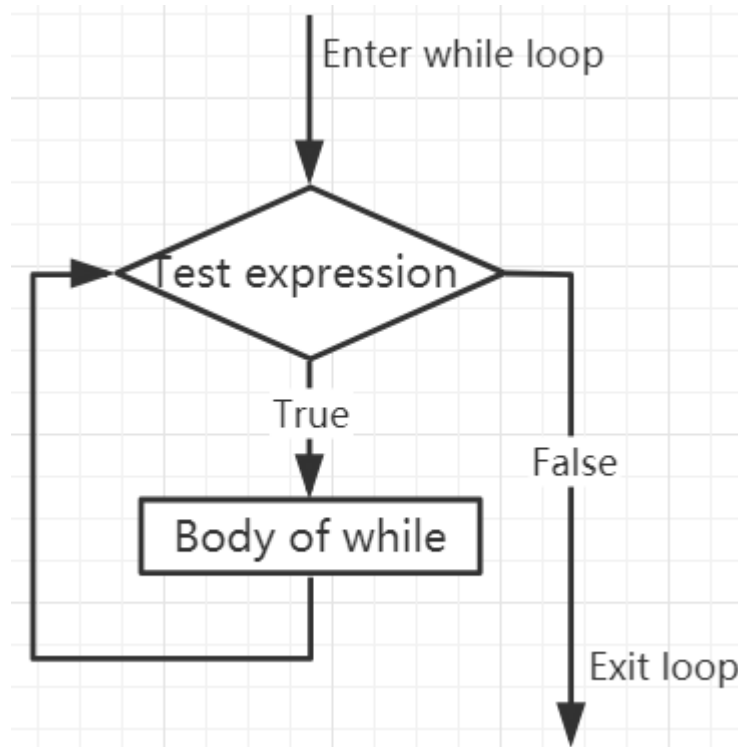 Enter while loop
Test expression
True
False
Body of while
Exit loop